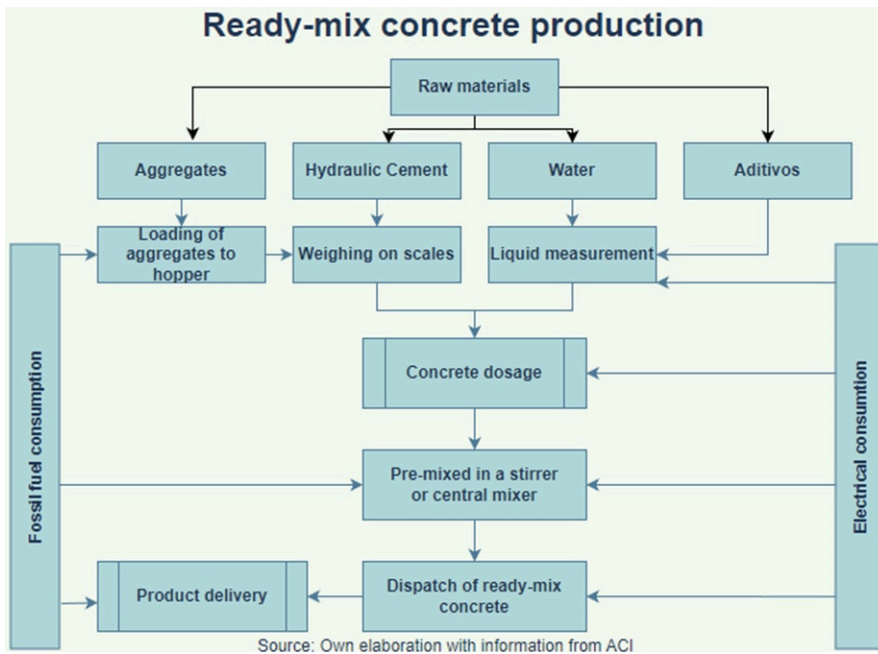 Ready-mix concrete production
Raw materials
Aggregates
Hydraulic Cement
Water
Aditivos
Loading of
aggregates to
hopper
Weighing on scales
Liquid measurement
Fossil fuel consumption
Electrical consumtion
Concrete dosage
Pre-mixed in a stirrer
or central mixer
Product delivery
Dispatch of ready-mix
concrete
Source: Own elaboration with information from ACI